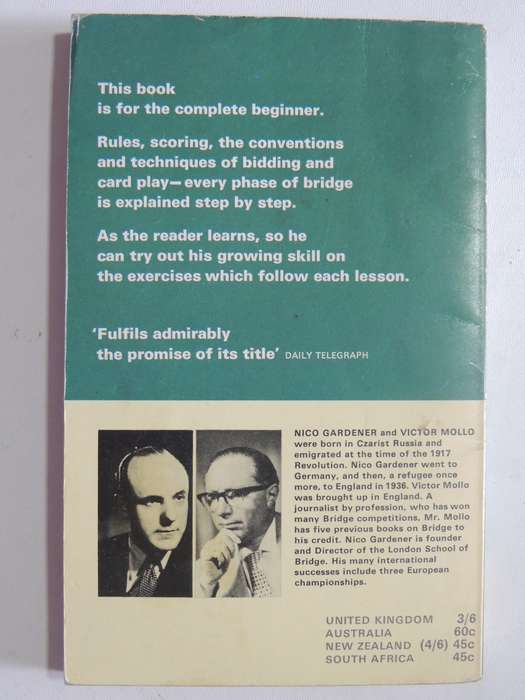 This book
is for the complete beginner.
Rules, scoring, the conventions
and techniques of bidding and
card play—every phase of bridge
is explained step by step.
As the reader learns, so he
can try out his growing skill on
the exercises which follow each lesson.
'Fulfils admirably
the promise of its title' DAILY TELEGRAPH
NICO GARDENER and VICTOR MOLLO
were born in Czarist Russia and
emigrated at the time of the 1917
Revolution. Nico Gardener went to
Germany, and then, a refugee once
more, to England in 1936. Victor Mollo
was brought up in England. A
journalist by profession, who has won
many Bridge competitions, Mr. Mollo
has five previous books on Bridge to
his credit. Nico Gardener is founder
and Director of the London School of
Bridge. His many international
successes include three European
championships.
UNITED KINGDOM 3/6
AUSTRALIA 60c
NEW ZEALAND (4/6) 45c
SOUTH AFRICA 45c